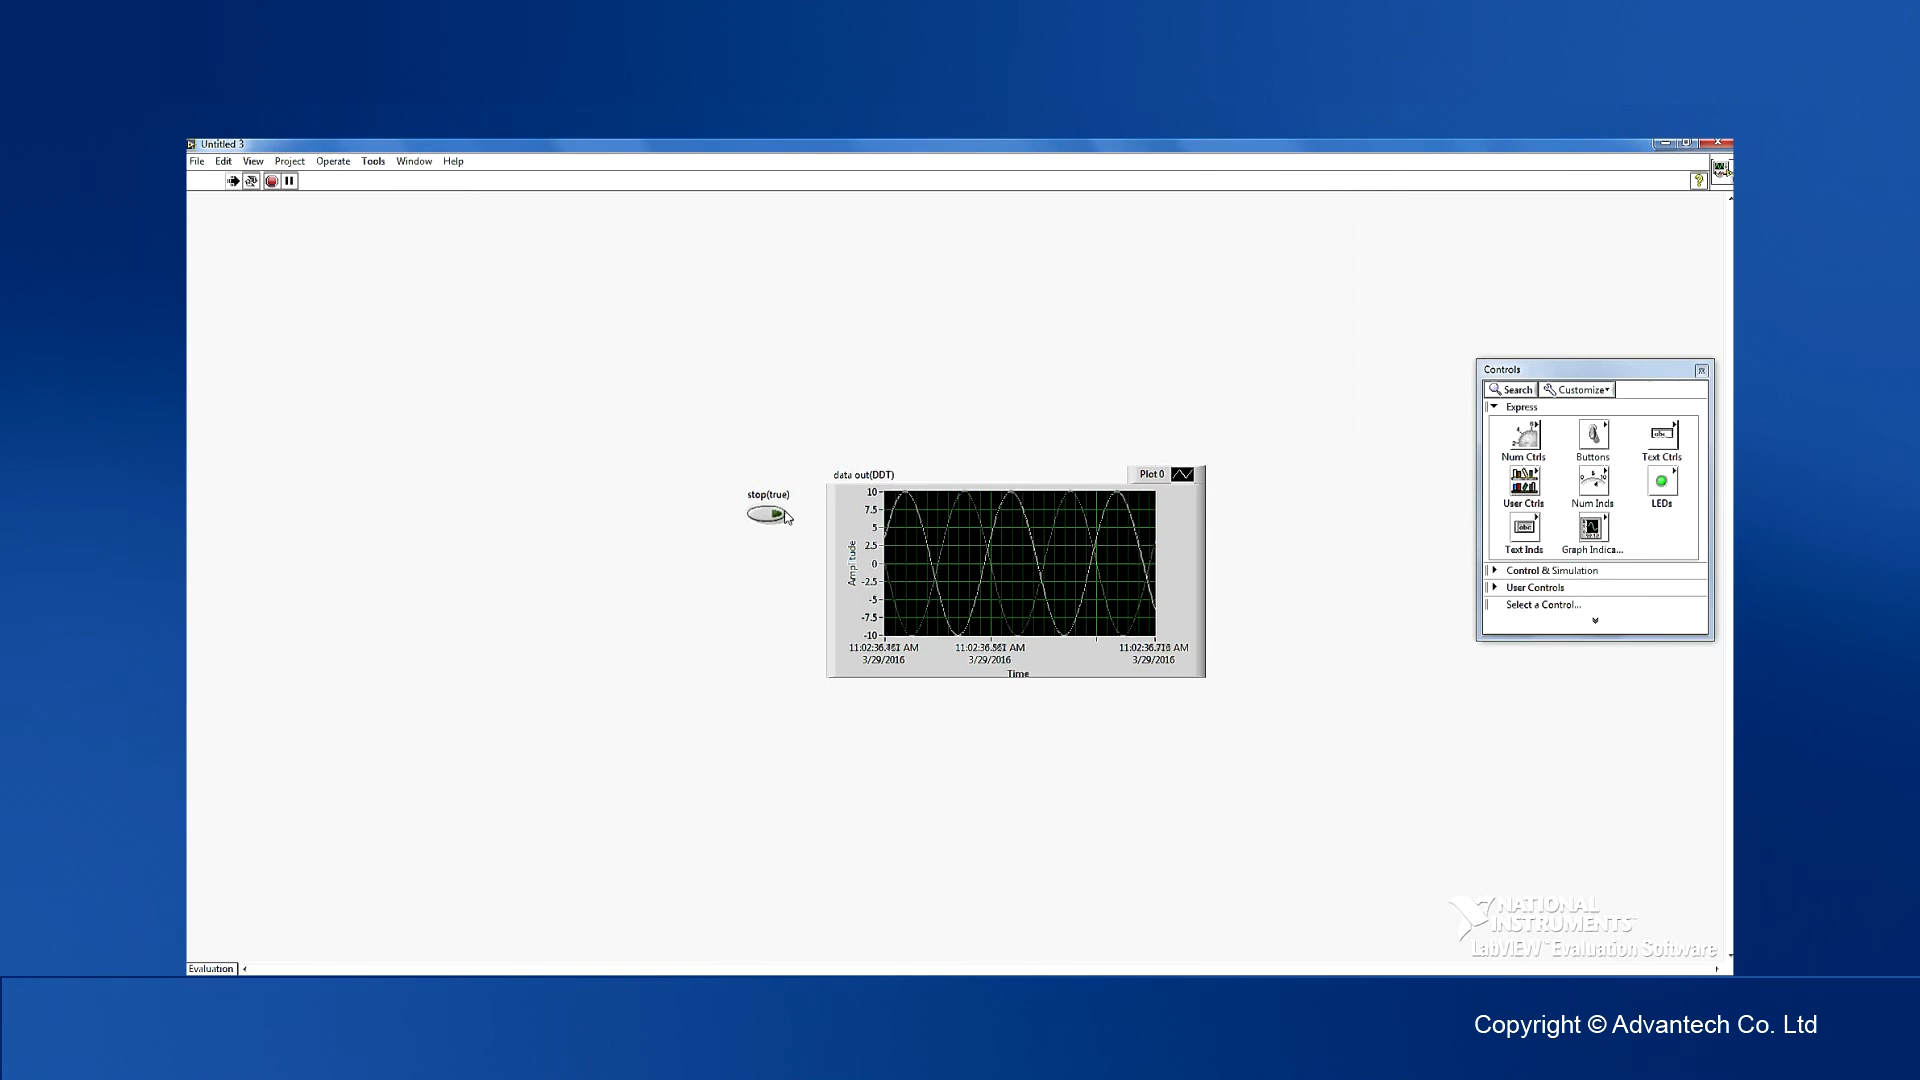 Untitled 3
File Edit View Project Operate Tools Window Help
Controls
Search Customize
Express
Num Ctrls Buttons Text Ctrls
User Ctrls Num Inds LEDs
Text Inds Graph Indica...
Control & Simulation
User Controls
Select a Control...
stop(true)
data out(DDT)
Plot 0
10
7.5
5
2.5
0
-2.5
-5
-7.5
-10
Amplitude
3/29/2016 3/29/2016 3/29/2016
Time
NATIONAL
INSTRUMENTS™
LabVIEW™ Evaluation Software
Evaluation
Copyright © Advantech Co. Ltd